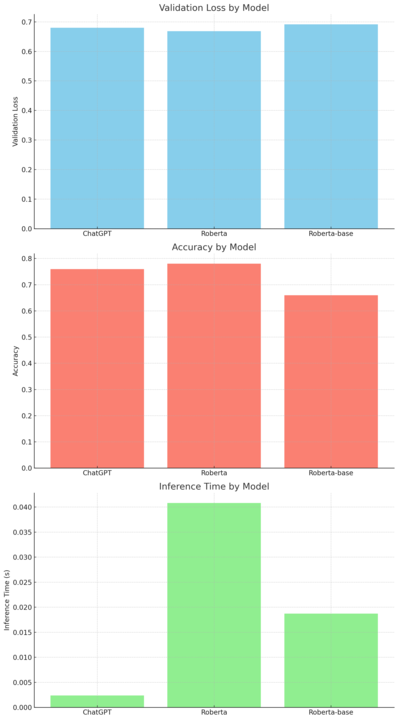 Validation Loss by Model
0.7
0.6
0.5
0.4
0.3
0.2
0.1
0.0
Validation Loss
ChatGPT Roberta Roberta-base
Accuracy by Model
0.8
0.7
0.6
0.5
0.4
0.3
0.2
0.1
0.0
Accuracy
ChatGPT Roberta Roberta-base
Inference Time by Model
0.040
0.035
0.030
0.025
0.020
0.015
0.010
0.005
0.000
Inference Time (s)
ChatGPT Roberta Roberta-base